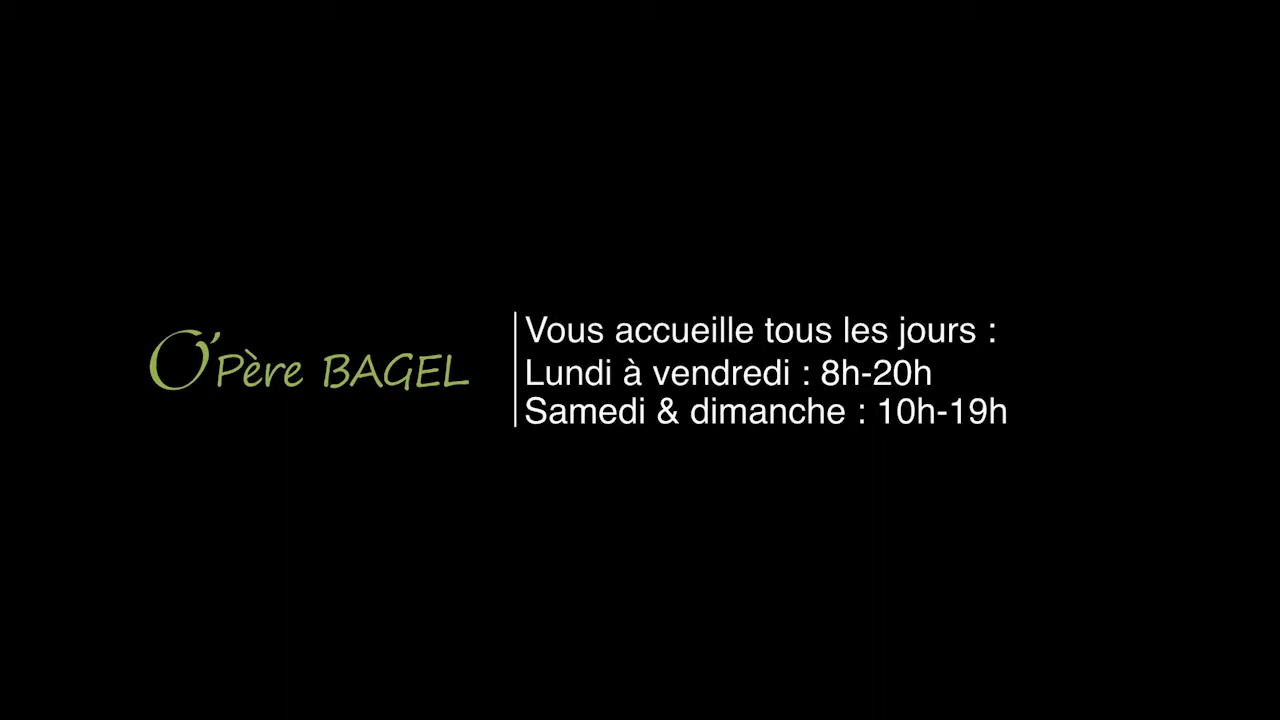 O'Père BAGEL
Vous accueille tous les jours :
Lundi à vendredi : 8h-20h
Samedi & dimanche : 10h-19h